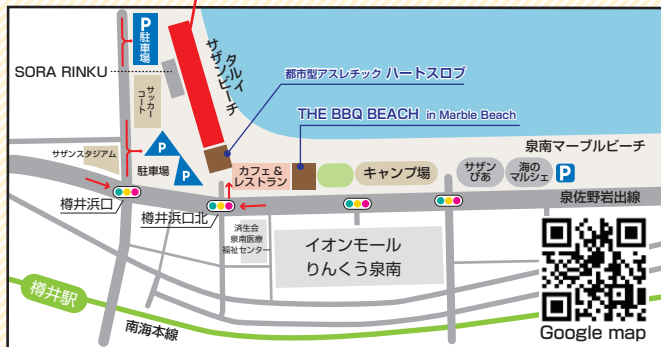 P
駐車場
SORA RINKU
サッカー
コート
タルイ
サザンビーチ
都市型アスレチック ハートスロブ
THE BBQ BEACH in Marble Beach
泉南マーブルビーチ
サザンスタジアム
駐車場
P
P
カフェ&
レストラン
キャンプ場
サザン
ぴあ
海の
マルシェ
P
泉佐野岩出線
樽井浜口
樽井浜口北
済生会
泉南医療
福祉センター
イオンモール
りんくう泉南
樽井駅
南海本線
Google map